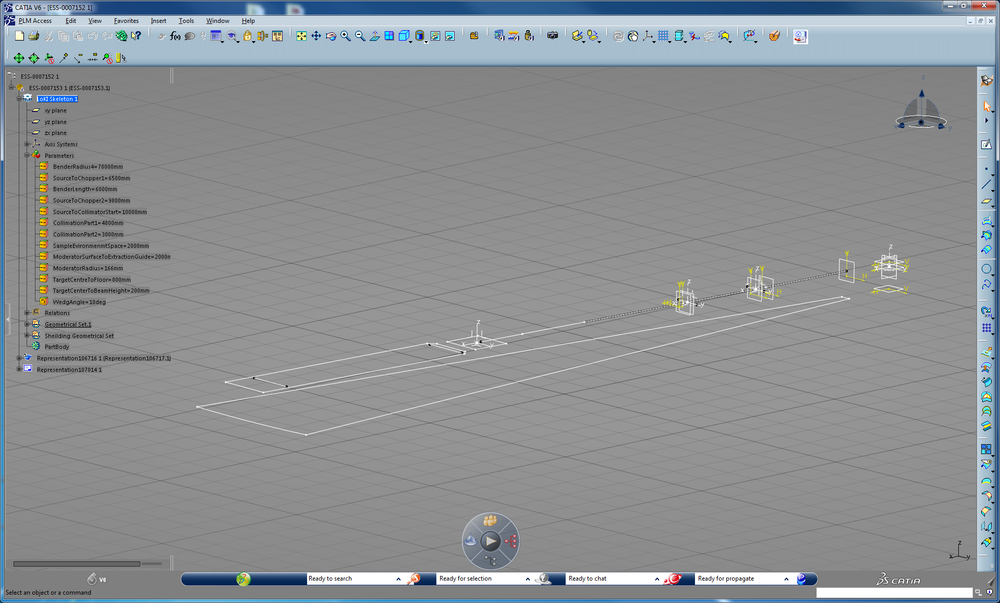 CATIA V6 - [ESS-0007152 1]
PLM Access Edit View Favorites Insert Tools Window Help
ESS-0007152 1
ESS-0007153 1 (ESS-0007153.1)
LoKI Skeleton 1
xy plane
yz plane
zx plane
Axis Systems
Parameters
BenderRadius4=78000mm
SourceToChopper1=6500mm
BenderLength=6000mm
SourceToChopper2=9800mm
SourceToCollimatorStart=10000mm
CollimationPart1=4800mm
CollimationPart2=3000mm
SampleEvironenmtSpace=2000mm
ModeratorSurfaceToExtractionGuide=2000m
ModeratorRadius=166mm
TargetCentreToFloor=800mm
TargetCenterToBeamHeight=200mm
WedgAngle=10deg
Relations
Geometrical Set.1
Sheilding Geometrical Set
PartBody
Representation106716 1 (Representation106717.1)
Representation107014 1
V6
Ready to search
Ready for selection
Ready to chat
Ready for propagate
CATIA
Select an object or a command